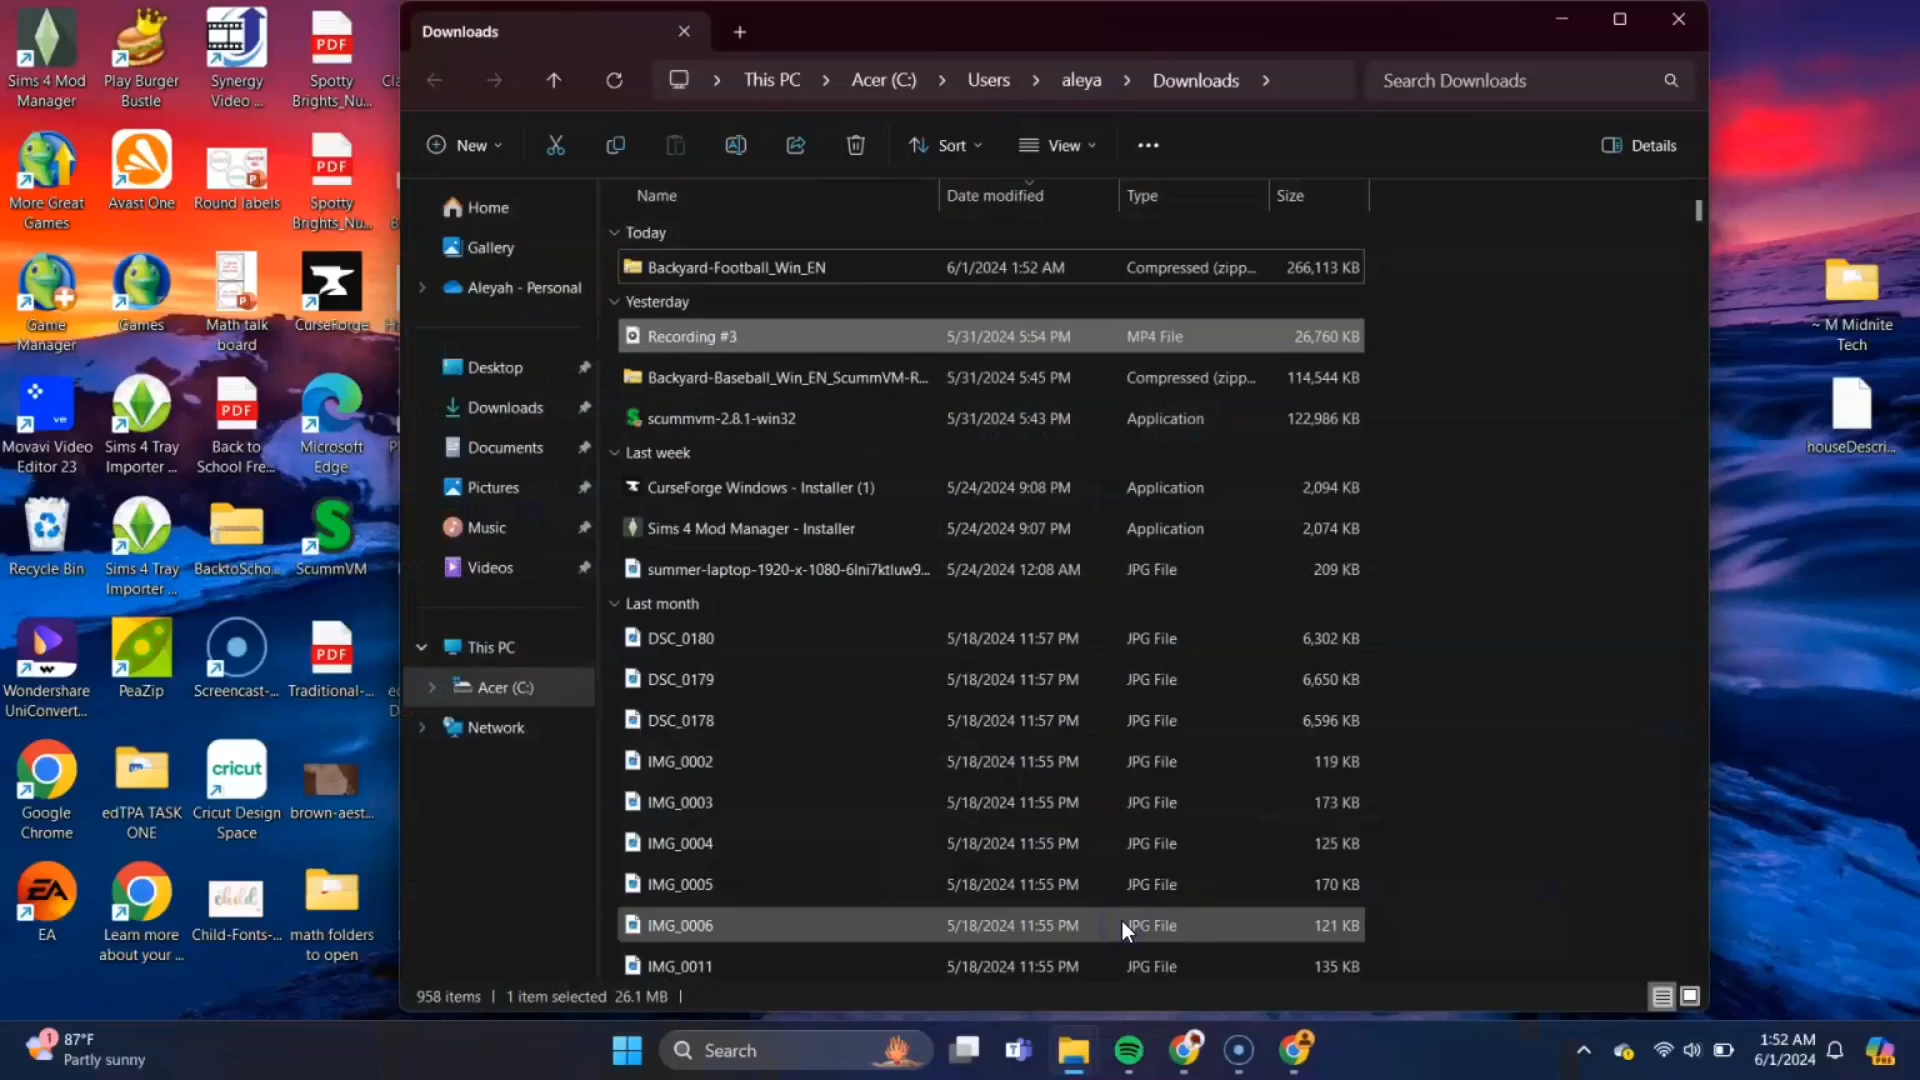 Sims 4 Mod
Manager
Play Burger
Bustle
Synergy
Video ...
PDF
Spotty
Brights_Nu...
More Great
Games
Avast One
Round labels
PDF
Spotty
Brights_Nu...
Game
Manager
Games
Math talk
board
CurseForge
Movavi Video
Editor 23
Sims 4 Tray
Importer ...
PDF
Back to
School Fre...
Microsoft
Edge
Recycle Bin
Sims 4 Tray
Importer ...
BacktoScho...
ScummVM
Wondershare
UniConvert...
PeaZip
Screencast-...
PDF
Traditional-...
Google
Chrome
edTPA TASK
ONE
cricut
Cricut Design
Space
brown-aest...
EA
EA
Learn more
about your ...
child
Child-Fonts-...
math folders
to open
Downloads
This PC > Acer (C:) > Users > aleya > Downloads >
Search Downloads
New
Sort
View
Details
Home
Gallery
Aleyah - Personal
Desktop
Downloads
Documents
Pictures
Music
Videos
This PC
Acer (C:)
Network
Name Date modified Type Size
Today
Backyard-Football_Win_EN 6/1/2024 1:52 AM Compressed (zipp... 266,113 KB
Yesterday
Recording #3 5/31/2024 5:54 PM MP4 File 26,760 KB
Backyard-Baseball_Win_EN_ScummVM-R... 5/31/2024 5:45 PM Compressed (zipp... 114,544 KB
scummvm-2.8.1-win32 5/31/2024 5:43 PM Application 122,986 KB
Last week
CurseForge Windows - Installer (1) 5/24/2024 9:08 PM Application 2,094 KB
Sims 4 Mod Manager - Installer 5/24/2024 9:07 PM Application 2,074 KB
summer-laptop-1920-x-1080-6lni7ktluw9... 5/24/2024 12:08 AM JPG File 209 KB
Last month
DSC_0180 5/18/2024 11:57 PM JPG File 6,302 KB
DSC_0179 5/18/2024 11:57 PM JPG File 6,650 KB
DSC_0178 5/18/2024 11:57 PM JPG File 6,596 KB
IMG_0002 5/18/2024 11:55 PM JPG File 119 KB
IMG_0003 5/18/2024 11:55 PM JPG File 173 KB
IMG_0004 5/18/2024 11:55 PM JPG File 125 KB
IMG_0005 5/18/2024 11:55 PM JPG File 170 KB
IMG_0006 5/18/2024 11:55 PM JPG File 121 KB
IMG_0011 5/18/2024 11:55 PM JPG File 135 KB
958 items | 1 item selected 26.1 MB |
~ M Midnite
Tech
houseDescri...
1
87°F
Partly sunny
Search
1:52 AM
6/1/2024